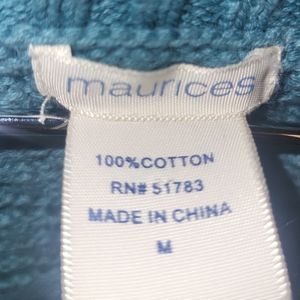 maurices
100%COTTON
RN# 51783
MADE IN CHINA
M